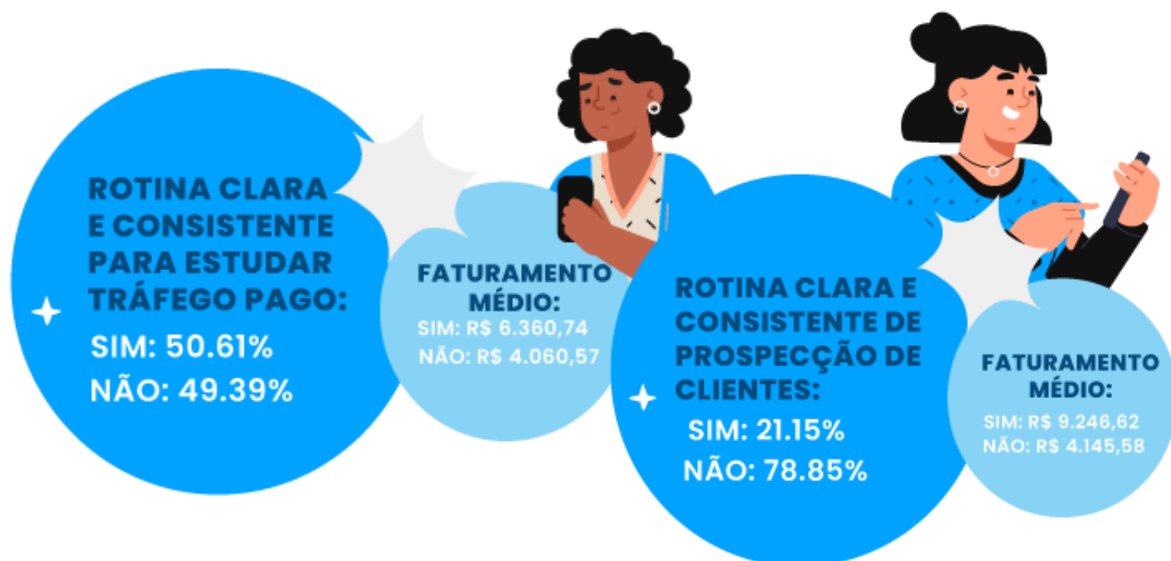 ROTINA CLARA
E CONSISTENTE
PARA ESTUDAR
TRÁFEGO PAGO:
SIM: 50.61%
NÃO: 49.39%
FATURAMENTO
MÉDIO:
SIM: R$ 6.360,74
NÃO: R$ 4.060,57
ROTINA CLARA E
CONSISTENTE DE
PROSPECÇÃO DE
CLIENTES:
SIM: 21.15%
NÃO: 78.85%
FATURAMENTO
MÉDIO:
SIM: R$ 9.246,62
NÃO: R$ 4.145,58